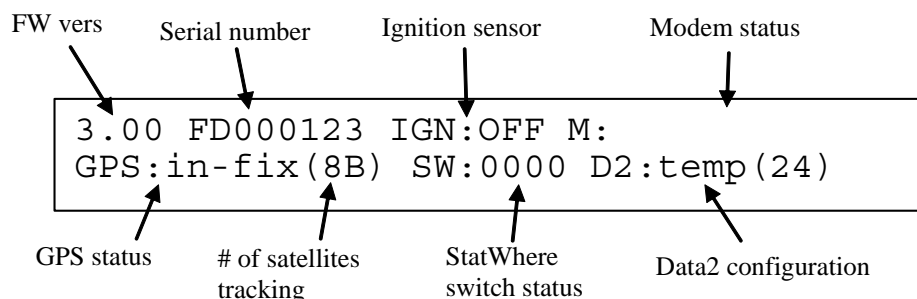 FW vers
Serial number
Ignition sensor
Modem status
3.00 FD000123 IGN:OFF M:
GPS:in-fix(8B) SW:0000 D2:temp(24)
GPS status
# of satellites
tracking
StatWhere
switch status
Data2 configuration